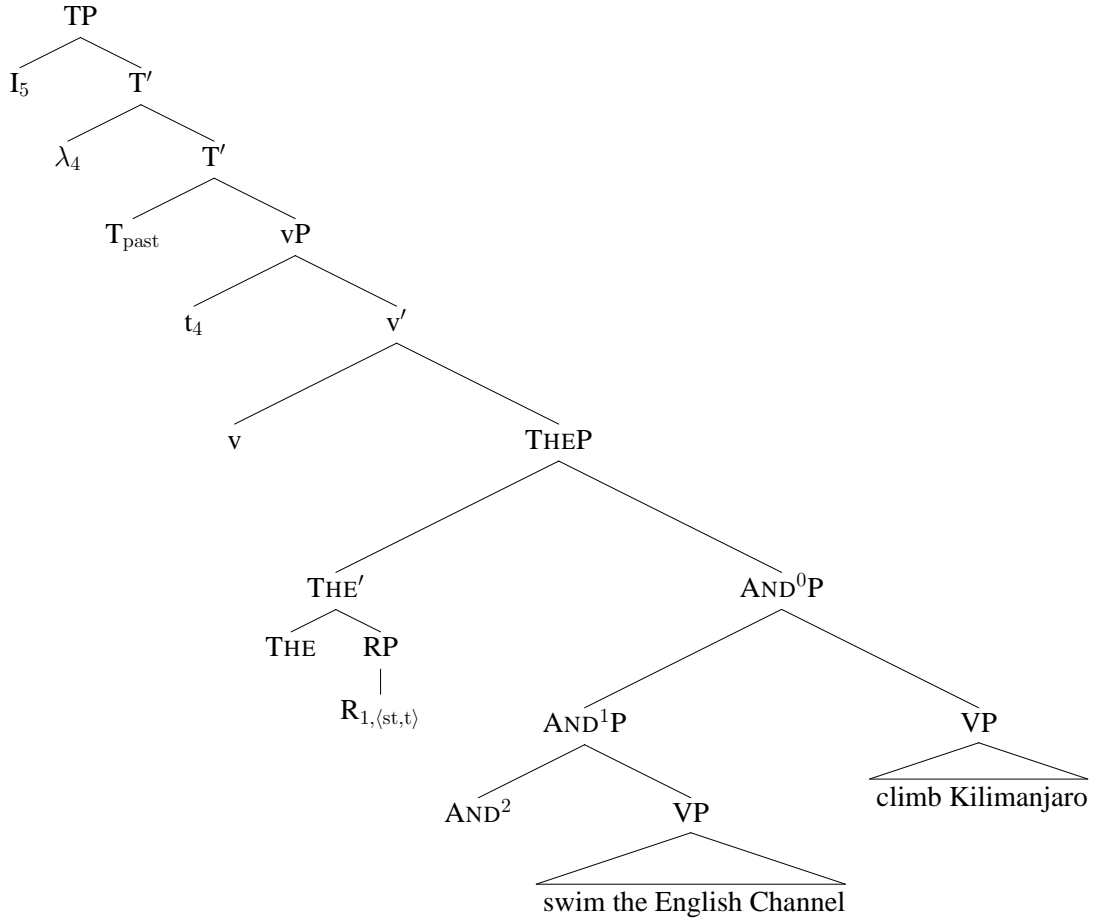 TP
I₅ T′
λ₄ T′
T_past vP
t₄ v′
v THEP
THE′ AND⁰P
THE RP
R₁,⟨st,t⟩ AND¹P VP
climb Kilimanjaro
AND² VP
swim the English Channel